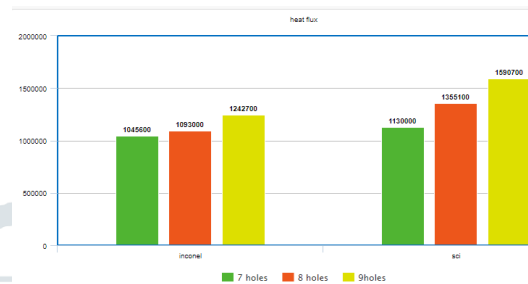 heat flux
2000000
1500000
1000000
500000
0
1045600
1093000
1242700
1130000
1355100
1590700
inconel
sci
7 holes
8 holes
9holes